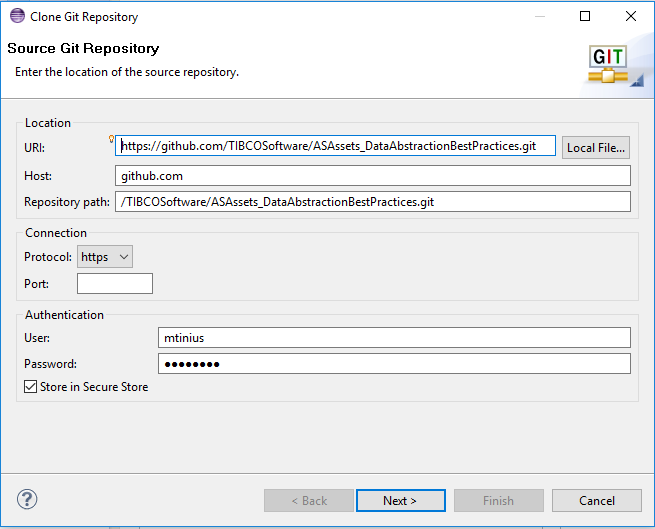 Clone Git Repository
Source Git Repository
Enter the location of the source repository.
GIT
Location
URI: https://github.com/TIBCOSoftware/ASAssets_DataAbstractionBestPractices.git Local File...
Host: github.com
Repository path: /TIBCOSoftware/ASAssets_DataAbstractionBestPractices.git
Connection
Protocol: https
Port:
Authentication
User: mtinius
Password: ●●●●●●●●
Store in Secure Store
? < Back Next > Finish Cancel